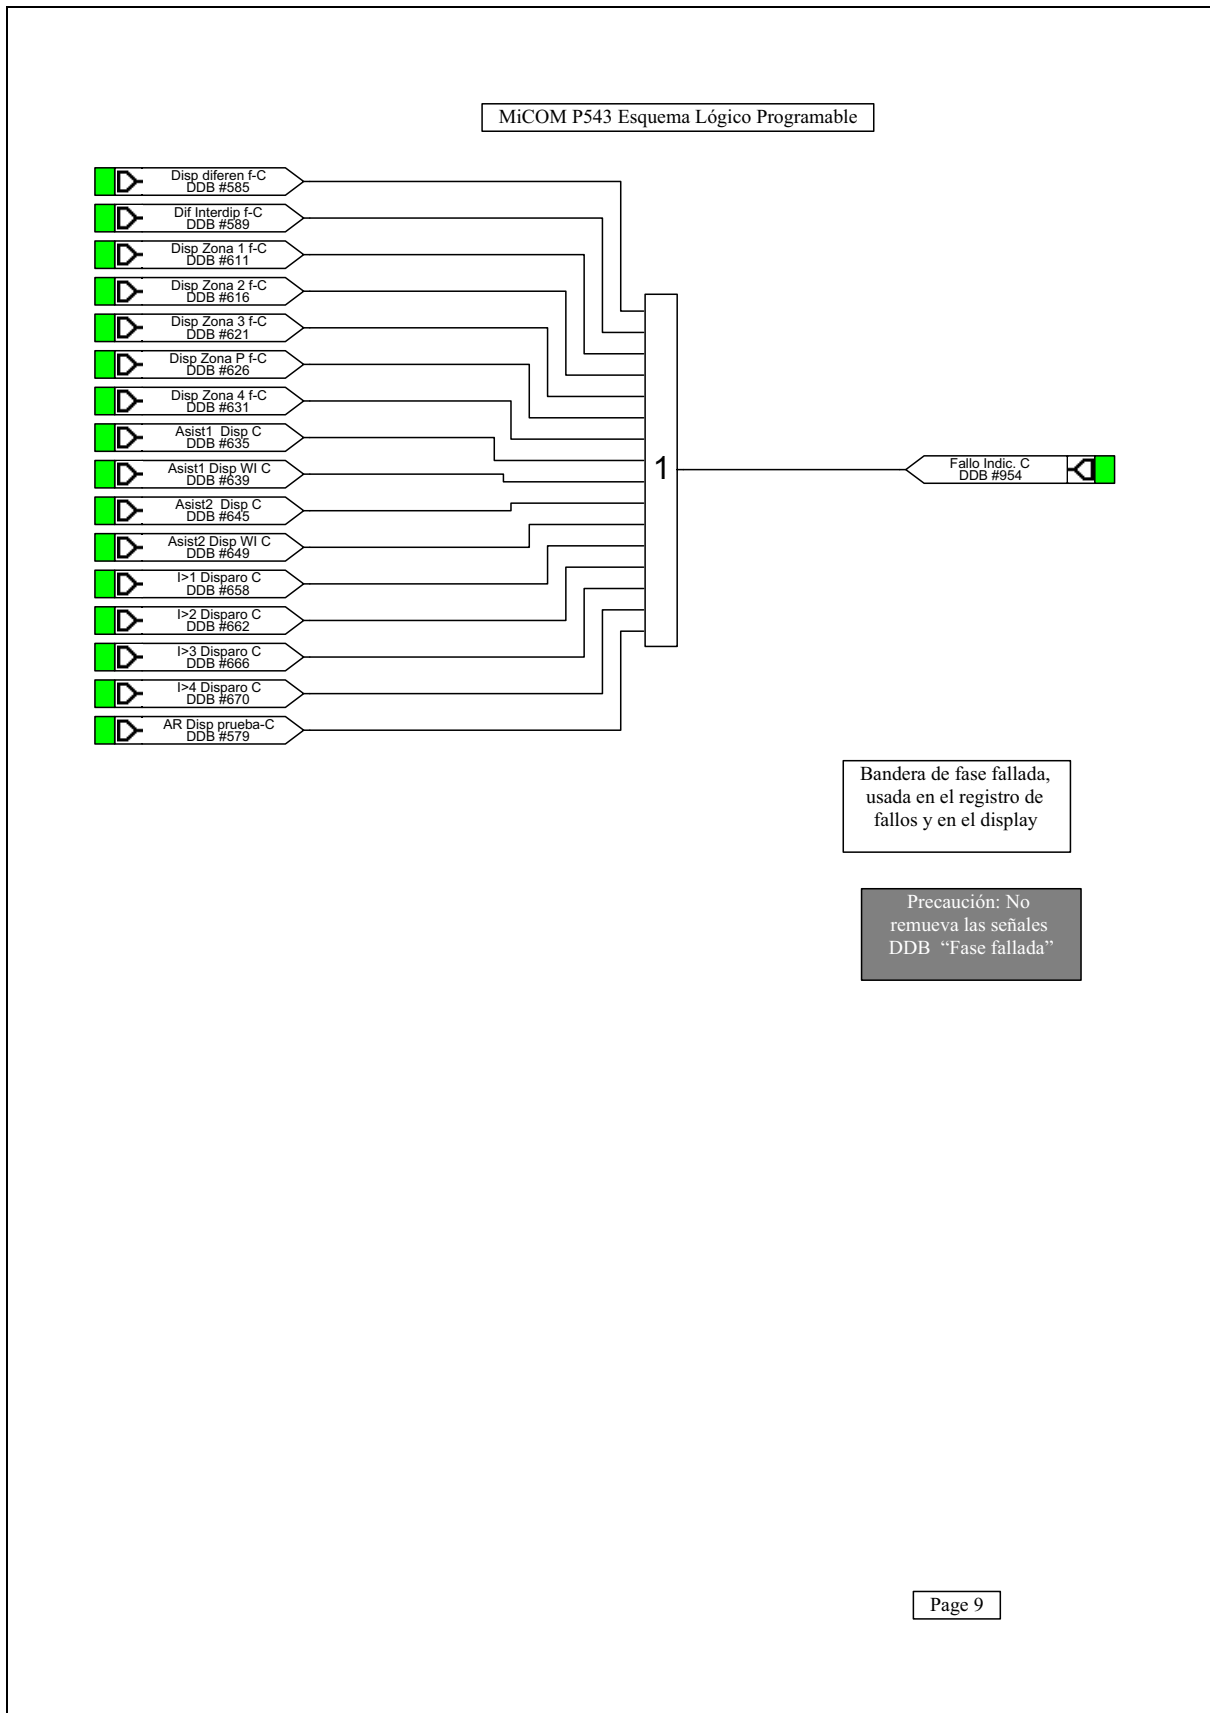 MiCOM P543 Esquema Lógico Programable
Disp diferen f-C
DDB #585
Dif Interdip f-C
DDB #589
Disp Zona 1 f-C
DDB #611
Disp Zona 2 f-C
DDB #616
Disp Zona 3 f-C
DDB #621
Disp Zona P f-C
DDB #626
Disp Zona 4 f-C
DDB #631
Asist1 Disp C
DDB #635
Asist1 Disp WI C
DDB #639
Asist2 Disp C
DDB #645
Asist2 Disp WI C
DDB #649
I>1 Disparo C
DDB #658
I>2 Disparo C
DDB #662
I>3 Disparo C
DDB #666
I>4 Disparo C
DDB #670
AR Disp prueba-C
DDB #579
1
Fallo Indic. C
DDB #954
Bandera de fase fallada,
usada en el registro de
fallos y en el display
Precaución: No
remueva las señales
DDB “Fase fallada”
Page 9